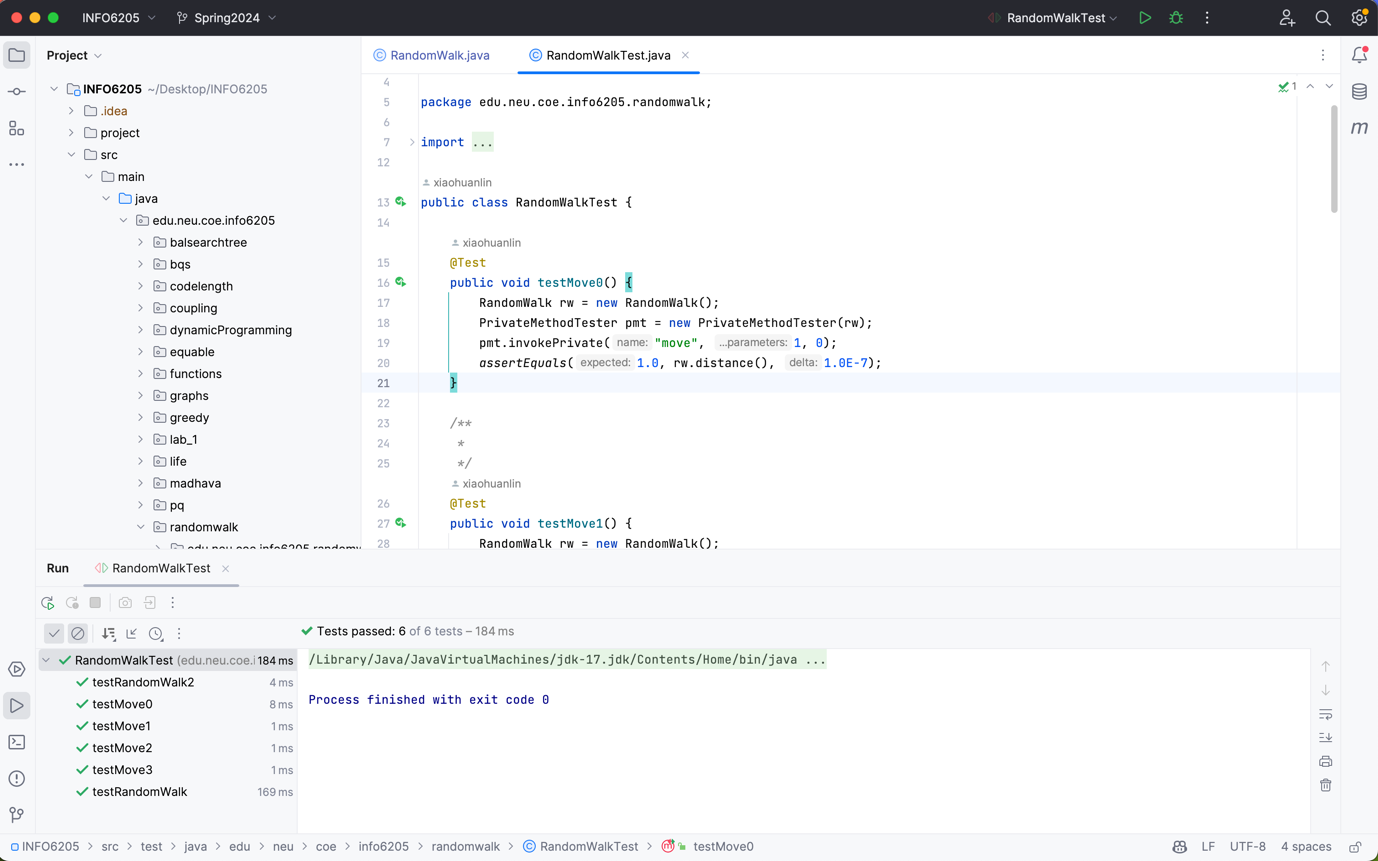 INFO6205 Spring2024 RandomWalkTest
Project
INFO6205 ~/Desktop/INFO6205
.idea
project
src
main
java
edu.neu.coe.info6205
balsearchtree
bqs
codelength
coupling
dynamicProgramming
equable
functions
graphs
greedy
lab_1
life
madhava
pq
randomwalk
RandomWalk.java RandomWalkTest.java
1
4
5 package edu.neu.coe.info6205.randomwalk;
6
7 import ...
12
xiaohuanlin
13 public class RandomWalkTest {
14
xiaohuanlin
15 @Test
16 public void testMove0() {
17 RandomWalk rw = new RandomWalk();
18 PrivateMethodTester pmt = new PrivateMethodTester(rw);
19 pmt.invokePrivate( name: "move", ...parameters: 1, 0);
20 assertEquals( expected: 1.0, rw.distance(), delta: 1.0E-7);
21 }
22
23 /**
24 *
25 */
xiaohuanlin
26 @Test
27 public void testMove1() {
28 RandomWalk rw = new RandomWalk();
m
Run RandomWalkTest
Tests passed: 6 of 6 tests – 184 ms
RandomWalkTest (edu.neu.coe.i 184 ms
testRandomWalk2 4 ms
testMove0 8 ms
testMove1 1 ms
testMove2 1 ms
testMove3 1 ms
testRandomWalk 169 ms
/Library/Java/JavaVirtualMachines/jdk-17.jdk/Contents/Home/bin/java ...
Process finished with exit code 0
INFO6205 > src > test > java > edu > neu > coe > info6205 > randomwalk > RandomWalkTest > testMove0 LF UTF-8 4 spaces